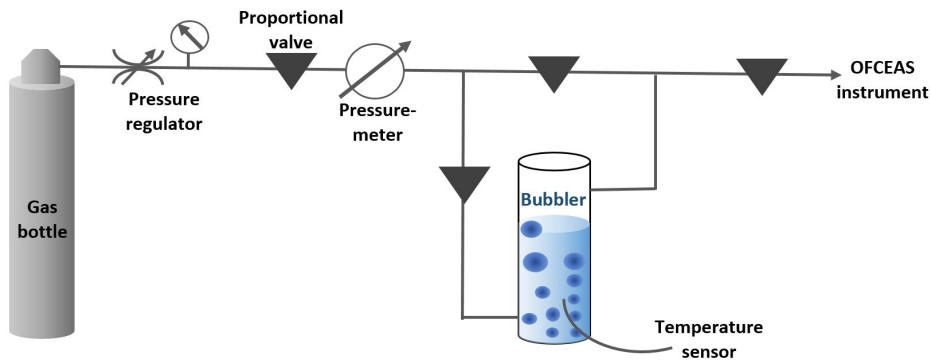 Proportional
valve
OFCEAS
instrument
Pressure
regulator
Pressure-
meter
Bubbler
Gas
bottle
Temperature
sensor